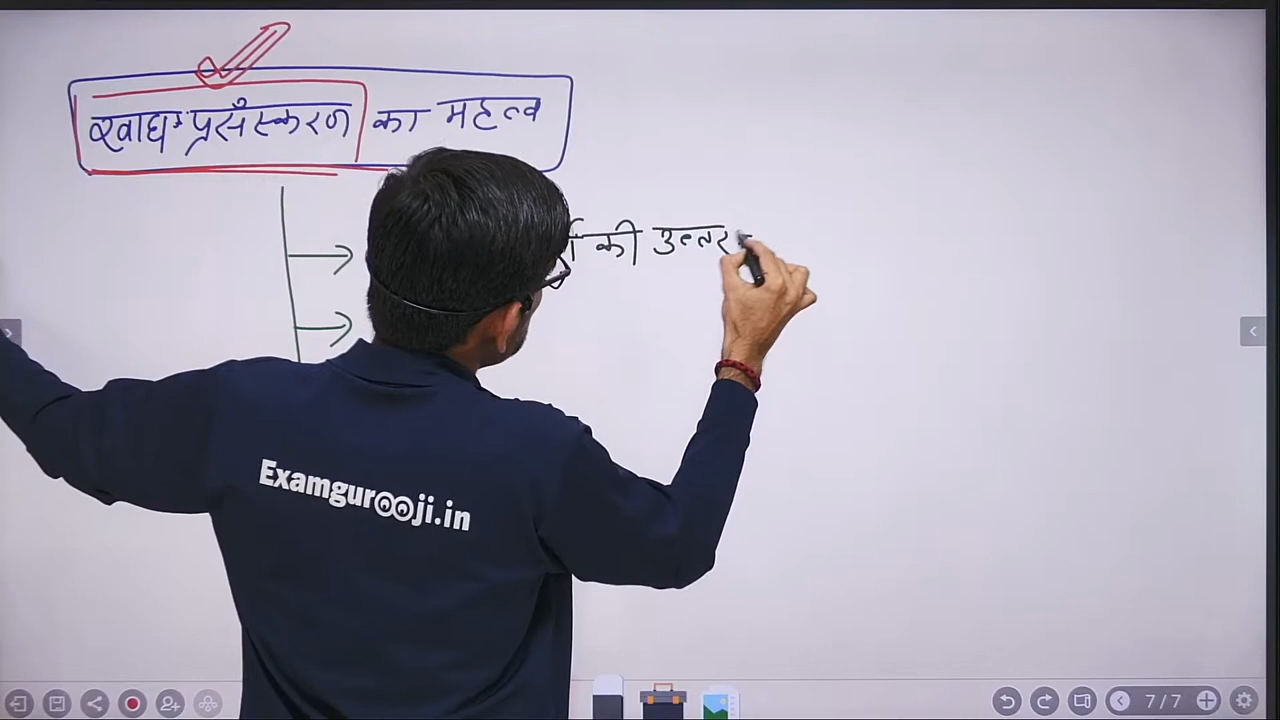 खाद्य प्रसंस्करण का महत्व
की उत्तर
Examgurooji.in
7/7